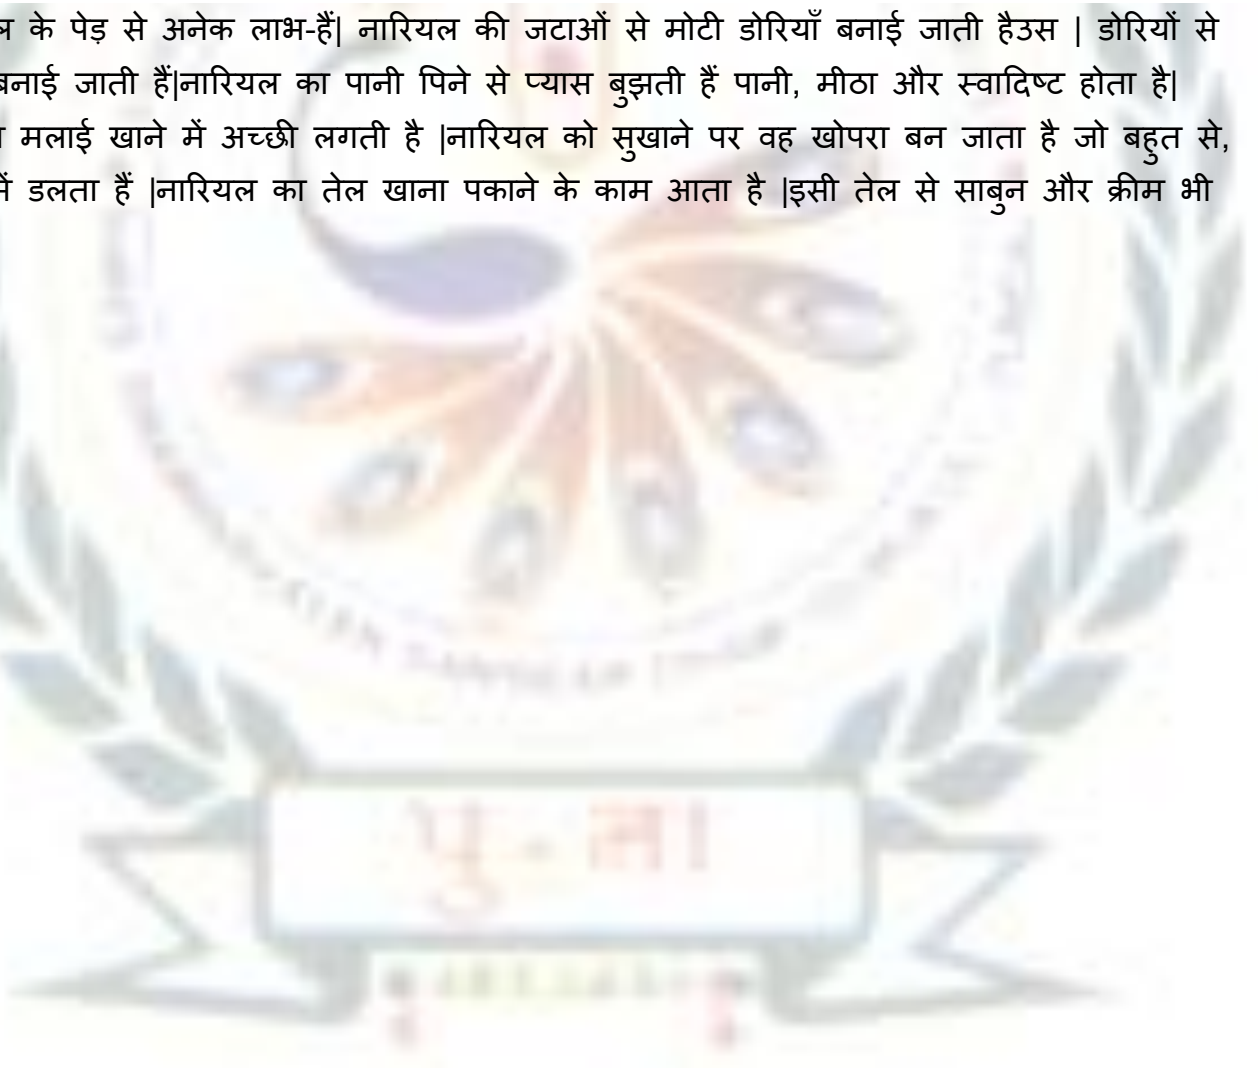 के पेड़ से अनेक लाभ-हैं| नारियल की जटाओं से मोटी डोरियाँ बनाई जाती हैउस | डोरियों से
बनाई जाती हैं|नारियल का पानी पिने से प्यास बुझती हैं पानी, मीठा और स्वादिष्ट होता है|
मलाई खाने में अच्छी लगती है |नारियल को सुखाने पर वह खोपरा बन जाता है जो बहुत से,
में डलता हैं |नारियल का तेल खाना पकाने के काम आता है |इसी तेल से साबुन और क्रीम भी